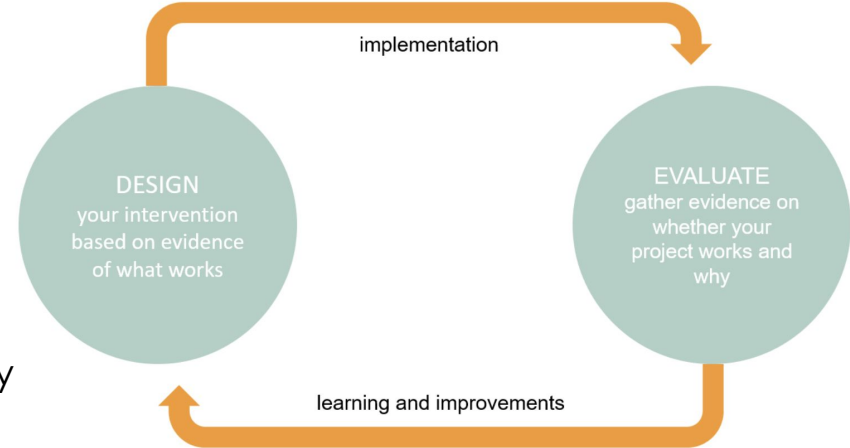 implementation
DESIGN
your intervention
based on evidence
of what works
EVALUATE
gather evidence on
whether your
project works and
why
y
learning and improvements